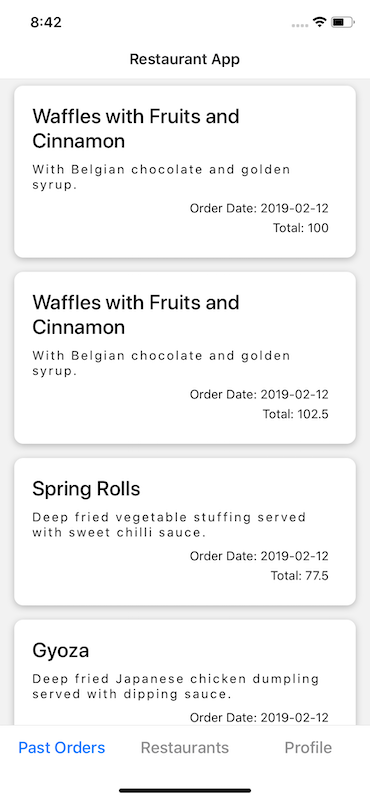 8:42
Restaurant App
Waffles with Fruits and
Cinnamon
With Belgian chocolate and golden
syrup.
Order Date: 2019-02-12
Total: 100
Waffles with Fruits and
Cinnamon
With Belgian chocolate and golden
syrup.
Order Date: 2019-02-12
Total: 102.5
Spring Rolls
Deep fried vegetable stuffing served
with sweet chilli sauce.
Order Date: 2019-02-12
Total: 77.5
Gyoza
Deep fried Japanese chicken dumpling
served with dipping sauce.
Order Date: 2019-02-12
Past Orders Restaurants Profile